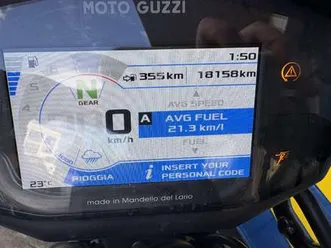 MOTO GUZZI
1:50
355km 18158km
N
GEAR
AVG SPEED
0 A AVG FUEL
21.3 km/l
km/h
FUEL
PIOGGIA
i INSERT YOUR
PERSONAL CODE
23°C
made in Mandello del Lario